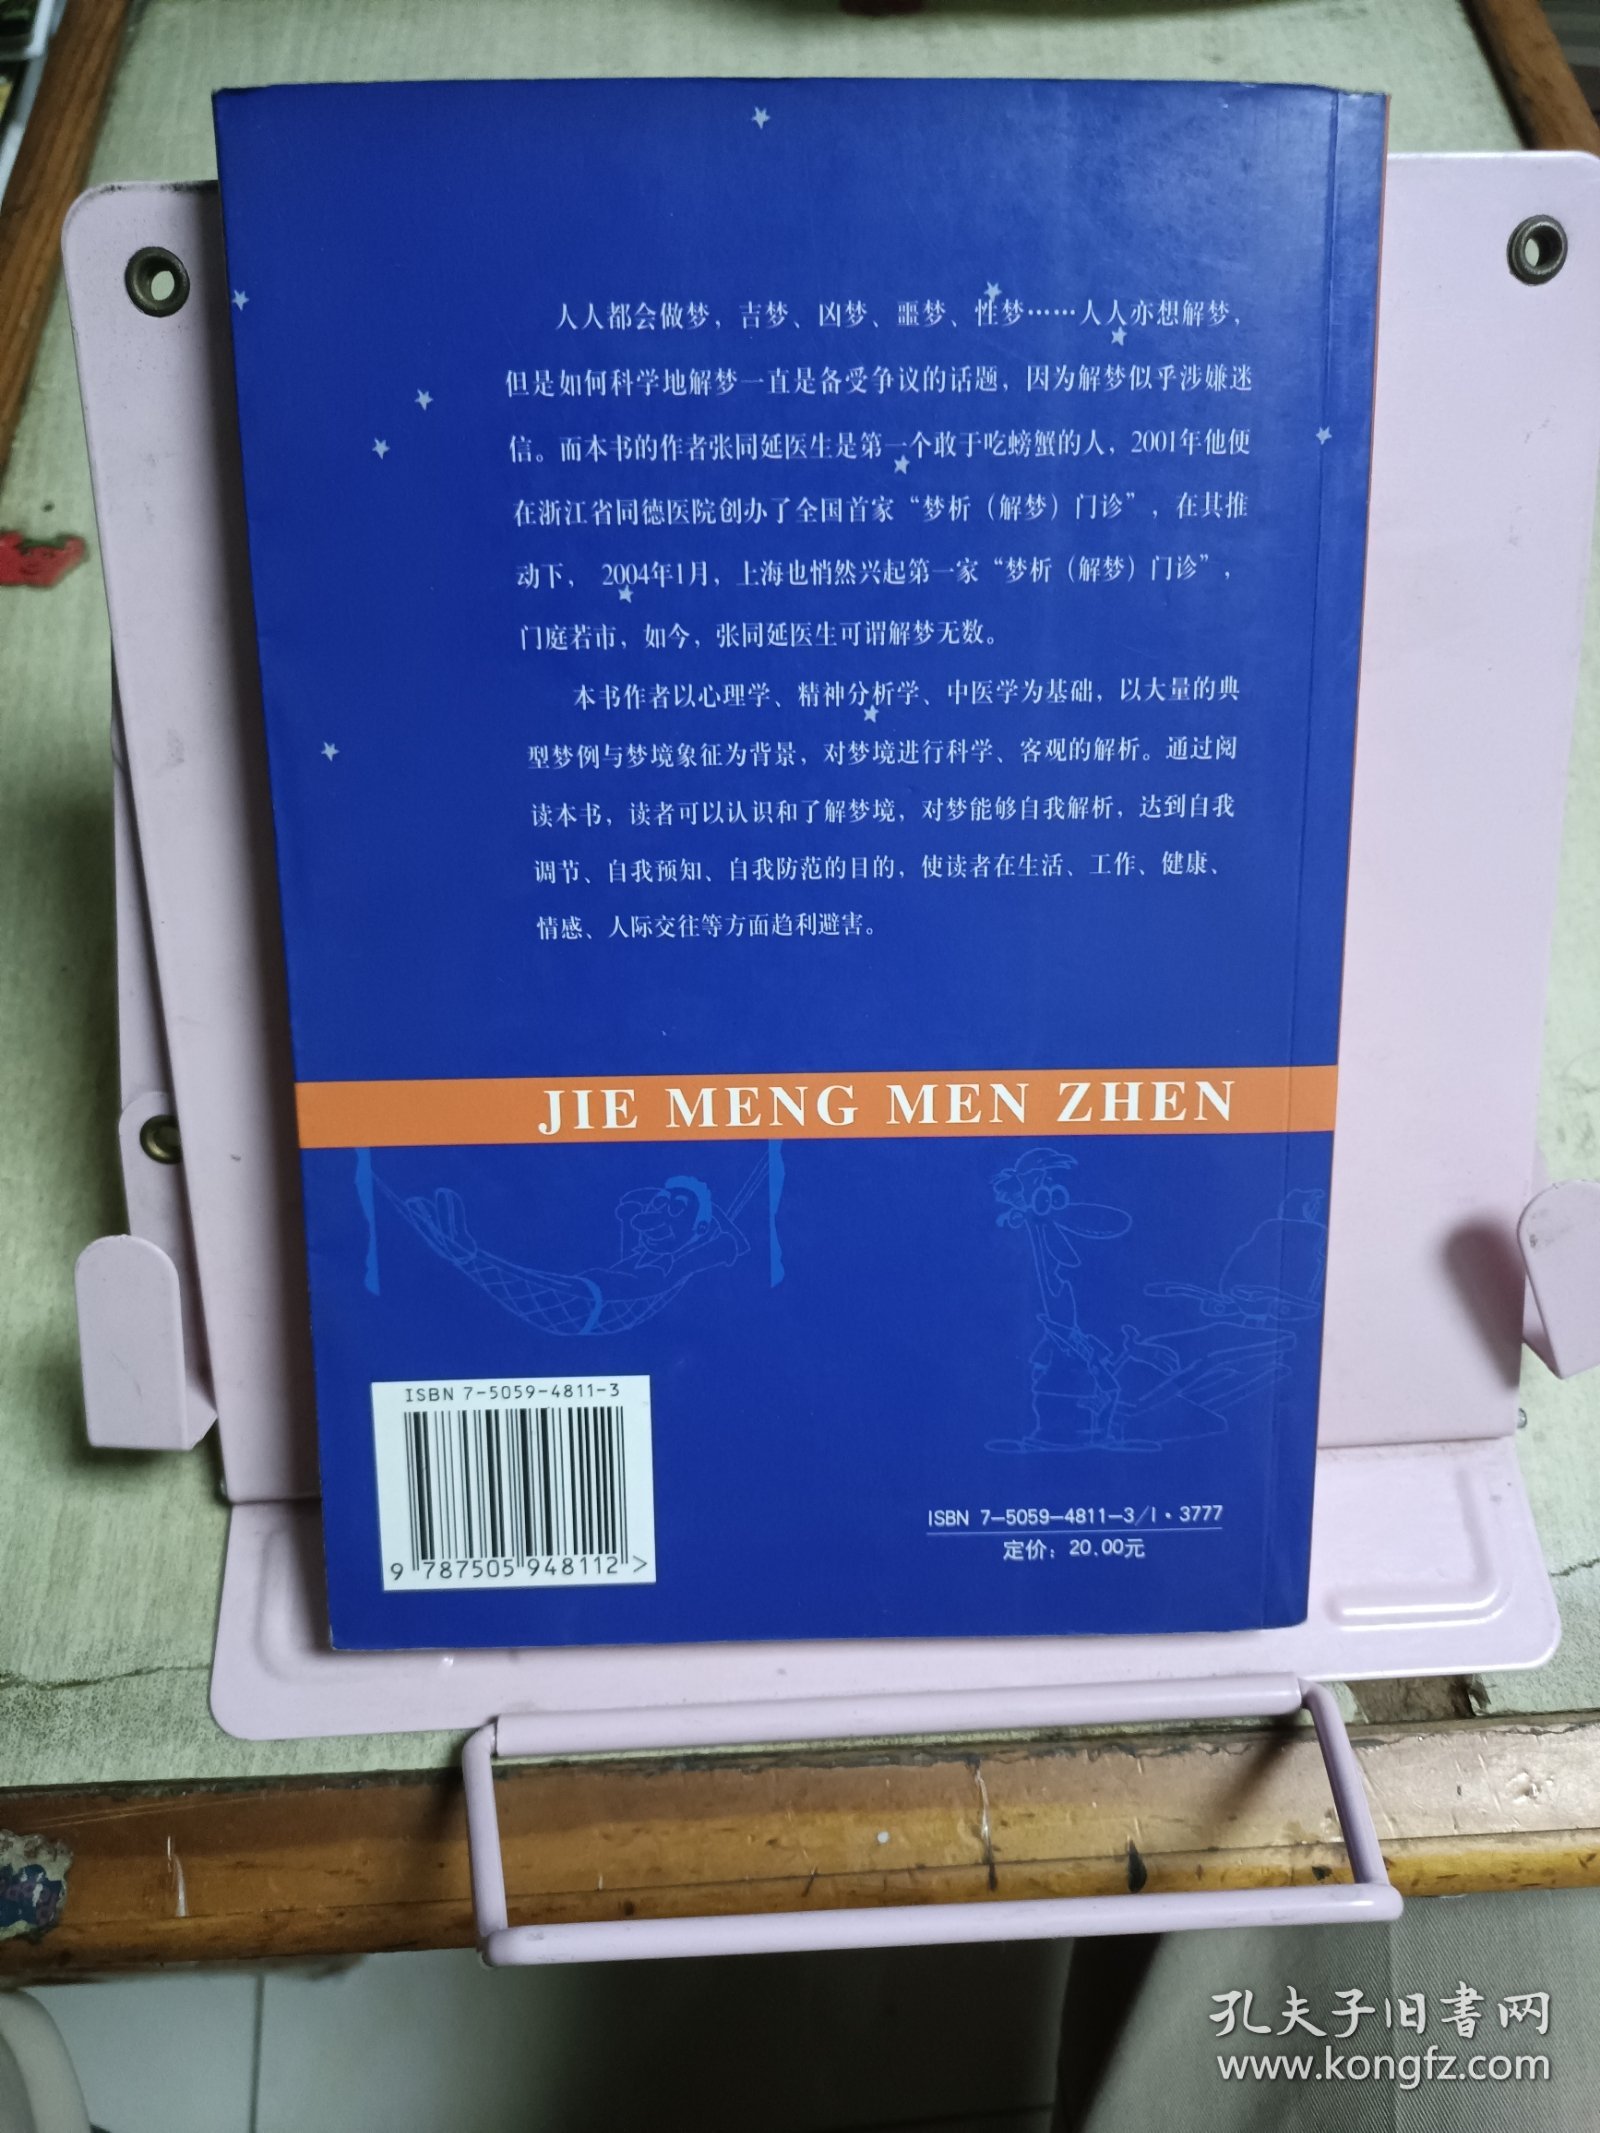 人人都会做梦，吉梦、凶梦、噩梦、性梦……人人亦想解梦，
但是如何科学地解梦一直是备受争议的话题，因为解梦似乎涉嫌迷
信。而本书的作者张同延医生是第一个敢于吃螃蟹的人，2001年他便
在浙江省同德医院创办了全国首家“梦析（解梦）门诊”，在其推
动下，2004年1月，上海也悄然兴起第一家“梦析（解梦）门诊”，
门庭若市，如今，张同延医生可谓解梦无数。
本书作者以心理学、精神分析学、中医学为基础，以大量的典
型梦例与梦境象征为背景，对梦境进行科学、客观的解析。通过阅
读本书，读者可以认识和了解梦境，对梦能够自我解析，达到自我
调节、自我预知、自我防范的目的，使读者在生活、工作、健康、
情感、人际交往等方面趋利避害。
JIE MENG MEN ZHEN
ISBN 7-5059-4811-3
9 787505 948112 >
ISBN 7-5059-4811-3/I·3777
定价：20.00元
孔夫子旧书网
www.kongfz.com